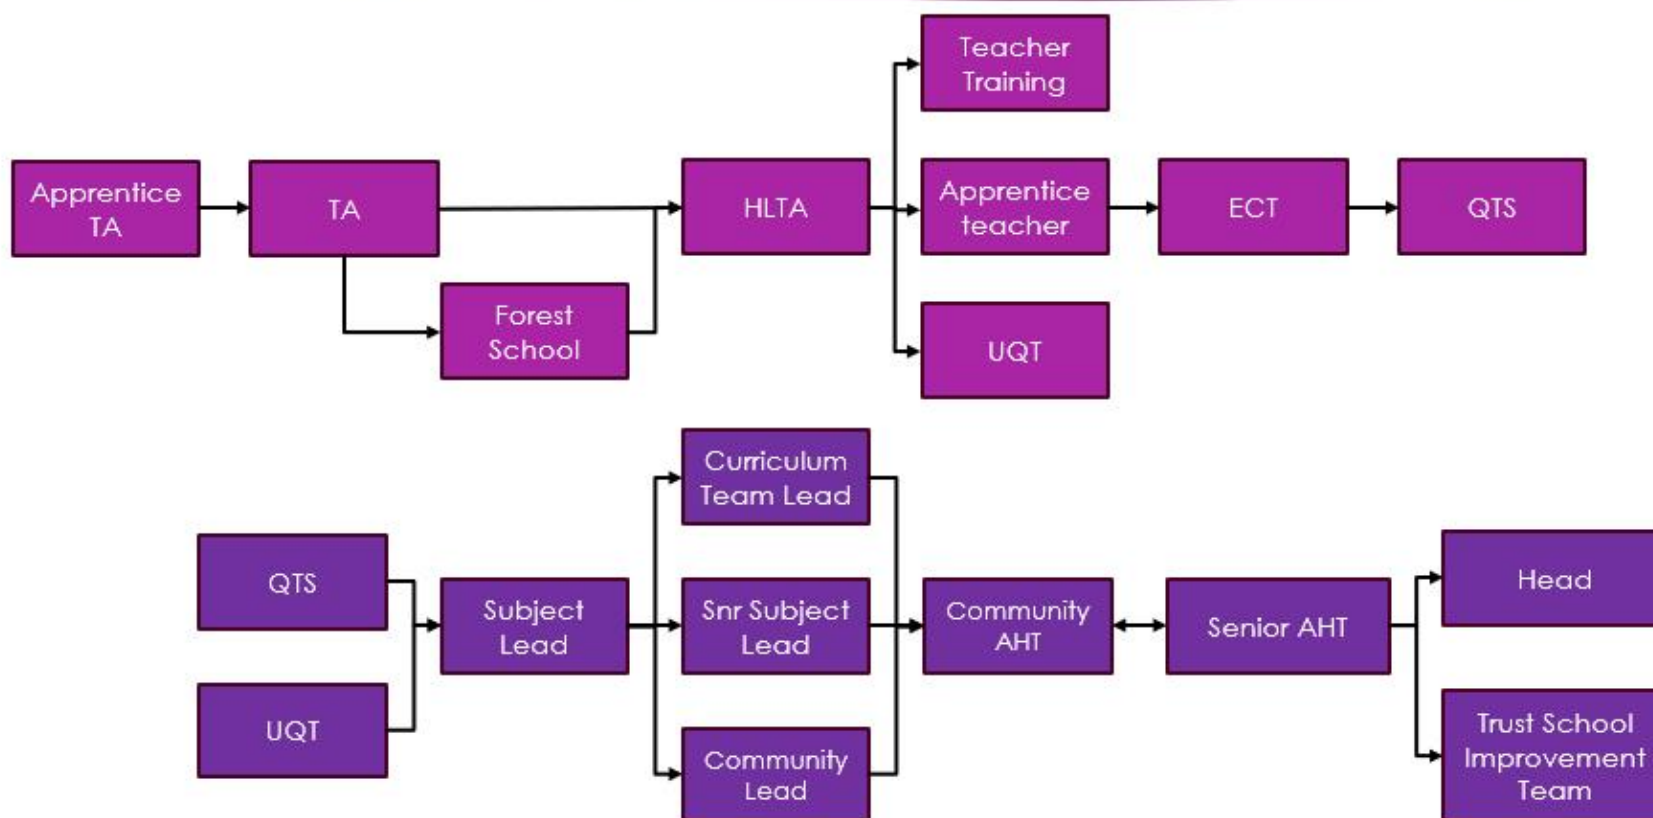 Teacher
Training
Apprentice
TA
TA
HLTA
Apprentice
teacher
ECT
QTS
Forest
School
UQT
Curriculum
Team Lead
QTS
Subject
Lead
Snr Subject
Lead
Community
AHT
Senior AHT
Head
UQT
Community
Lead
Trust School
Improvement
Team